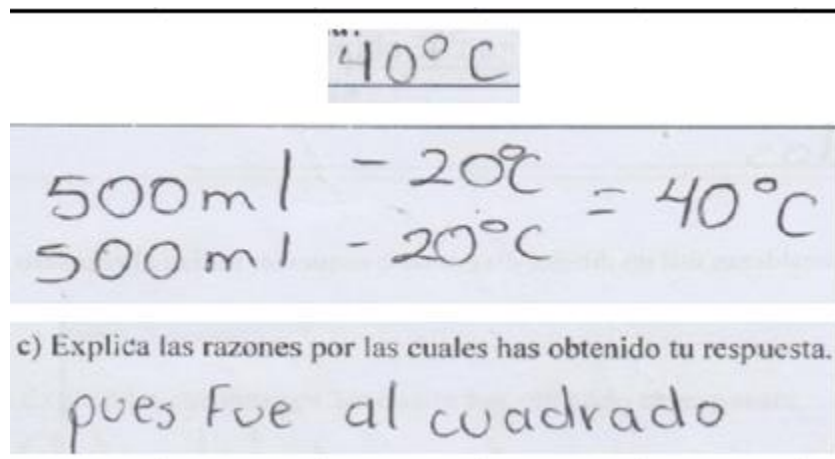 40° C
500 ml - 20°C = 40°C
500 ml - 20°C
c) Explica las razones por las cuales has obtenido tu respuesta.
pues Fue al cuadrado